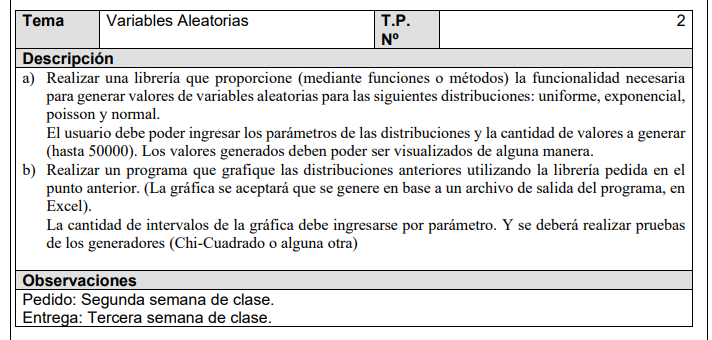 Tema Variables Aleatorias T.P. 2
Nº
Descripción
a) Realizar una librería que proporcione (mediante funciones o métodos) la funcionalidad necesaria
para generar valores de variables aleatorias para las siguientes distribuciones: uniforme, exponencial,
poisson y normal.
El usuario debe poder ingresar los parámetros de las distribuciones y la cantidad de valores a generar
(hasta 50000). Los valores generados deben poder ser visualizados de alguna manera.
b) Realizar un programa que grafique las distribuciones anteriores utilizando la librería pedida en el
punto anterior. (La gráfica se aceptará que se genere en base a un archivo de salida del programa, en
Excel).
La cantidad de intervalos de la gráfica debe ingresarse por parámetro. Y se deberá realizar pruebas
de los generadores (Chi-Cuadrado o alguna otra)
Observaciones
Pedido: Segunda semana de clase.
Entrega: Tercera semana de clase.